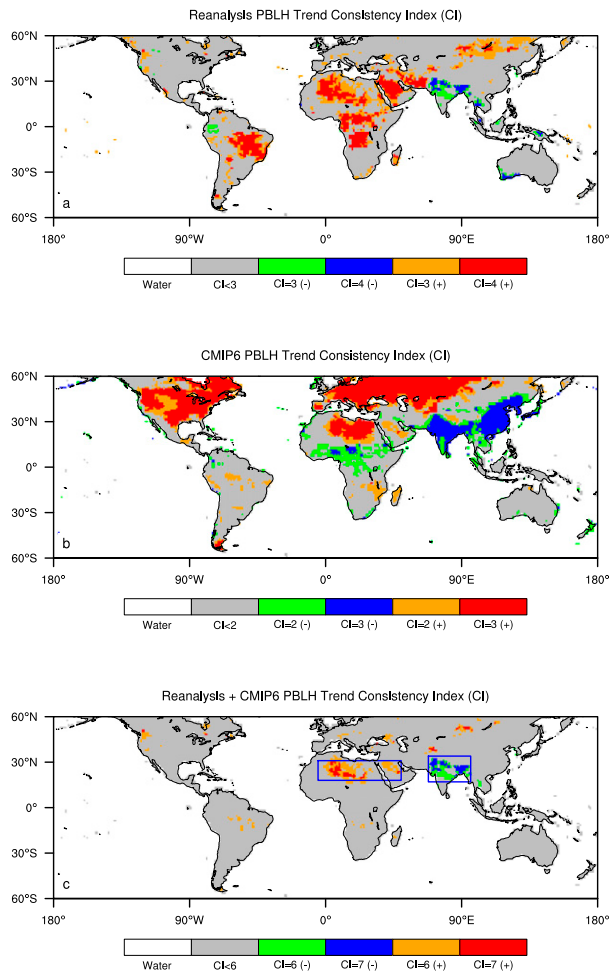 Reanalysis PBLH Trend Consistency Index (CI)
60°N
30°N
0°
30°S
60°S
a
180° 90°W 0° 90°E 180°
Water CI<3 CI=3 (-) CI=4 (-) CI=3 (+) CI=4 (+)
CMIP6 PBLH Trend Consistency Index (CI)
60°N
30°N
0°
30°S
60°S
b
180° 90°W 0° 90°E 180°
Water CI<2 CI=2 (-) CI=3 (-) CI=2 (+) CI=3 (+)
Reanalysis + CMIP6 PBLH Trend Consistency Index (CI)
60°N
30°N
0°
30°S
60°S
c
180° 90°W 0° 90°E 180°
Water CI<6 CI=6 (-) CI=7 (-) CI=6 (+) CI=7 (+)